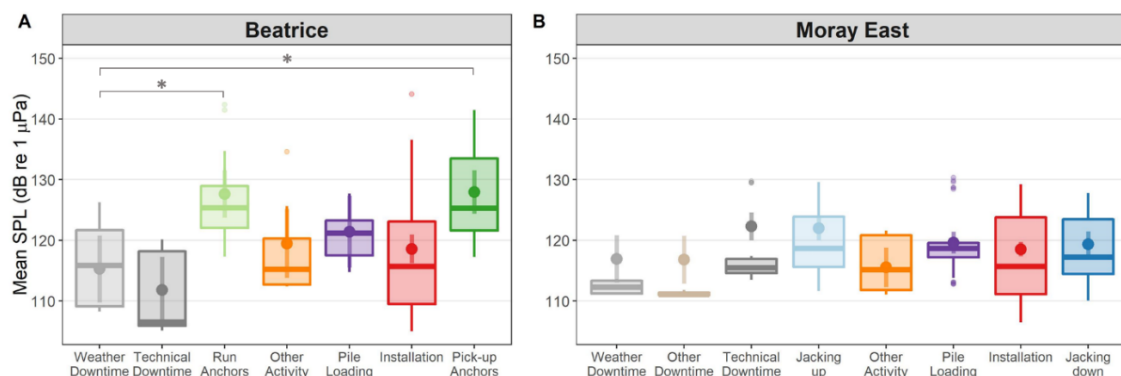 A
Beatrice
B
Moray East
Mean SPL (dB re 1 µPa)
150
140
130
120
110
*
*
Weather
Downtime
Technical
Downtime
Run
Anchors
Other
Activity
Pile
Loading
Installation
Pick-up
Anchors
150
140
130
120
110
Weather
Downtime
Other
Downtime
Technical
Downtime
Jacking
up
Other
Activity
Pile
Loading
Installation
Jacking
down